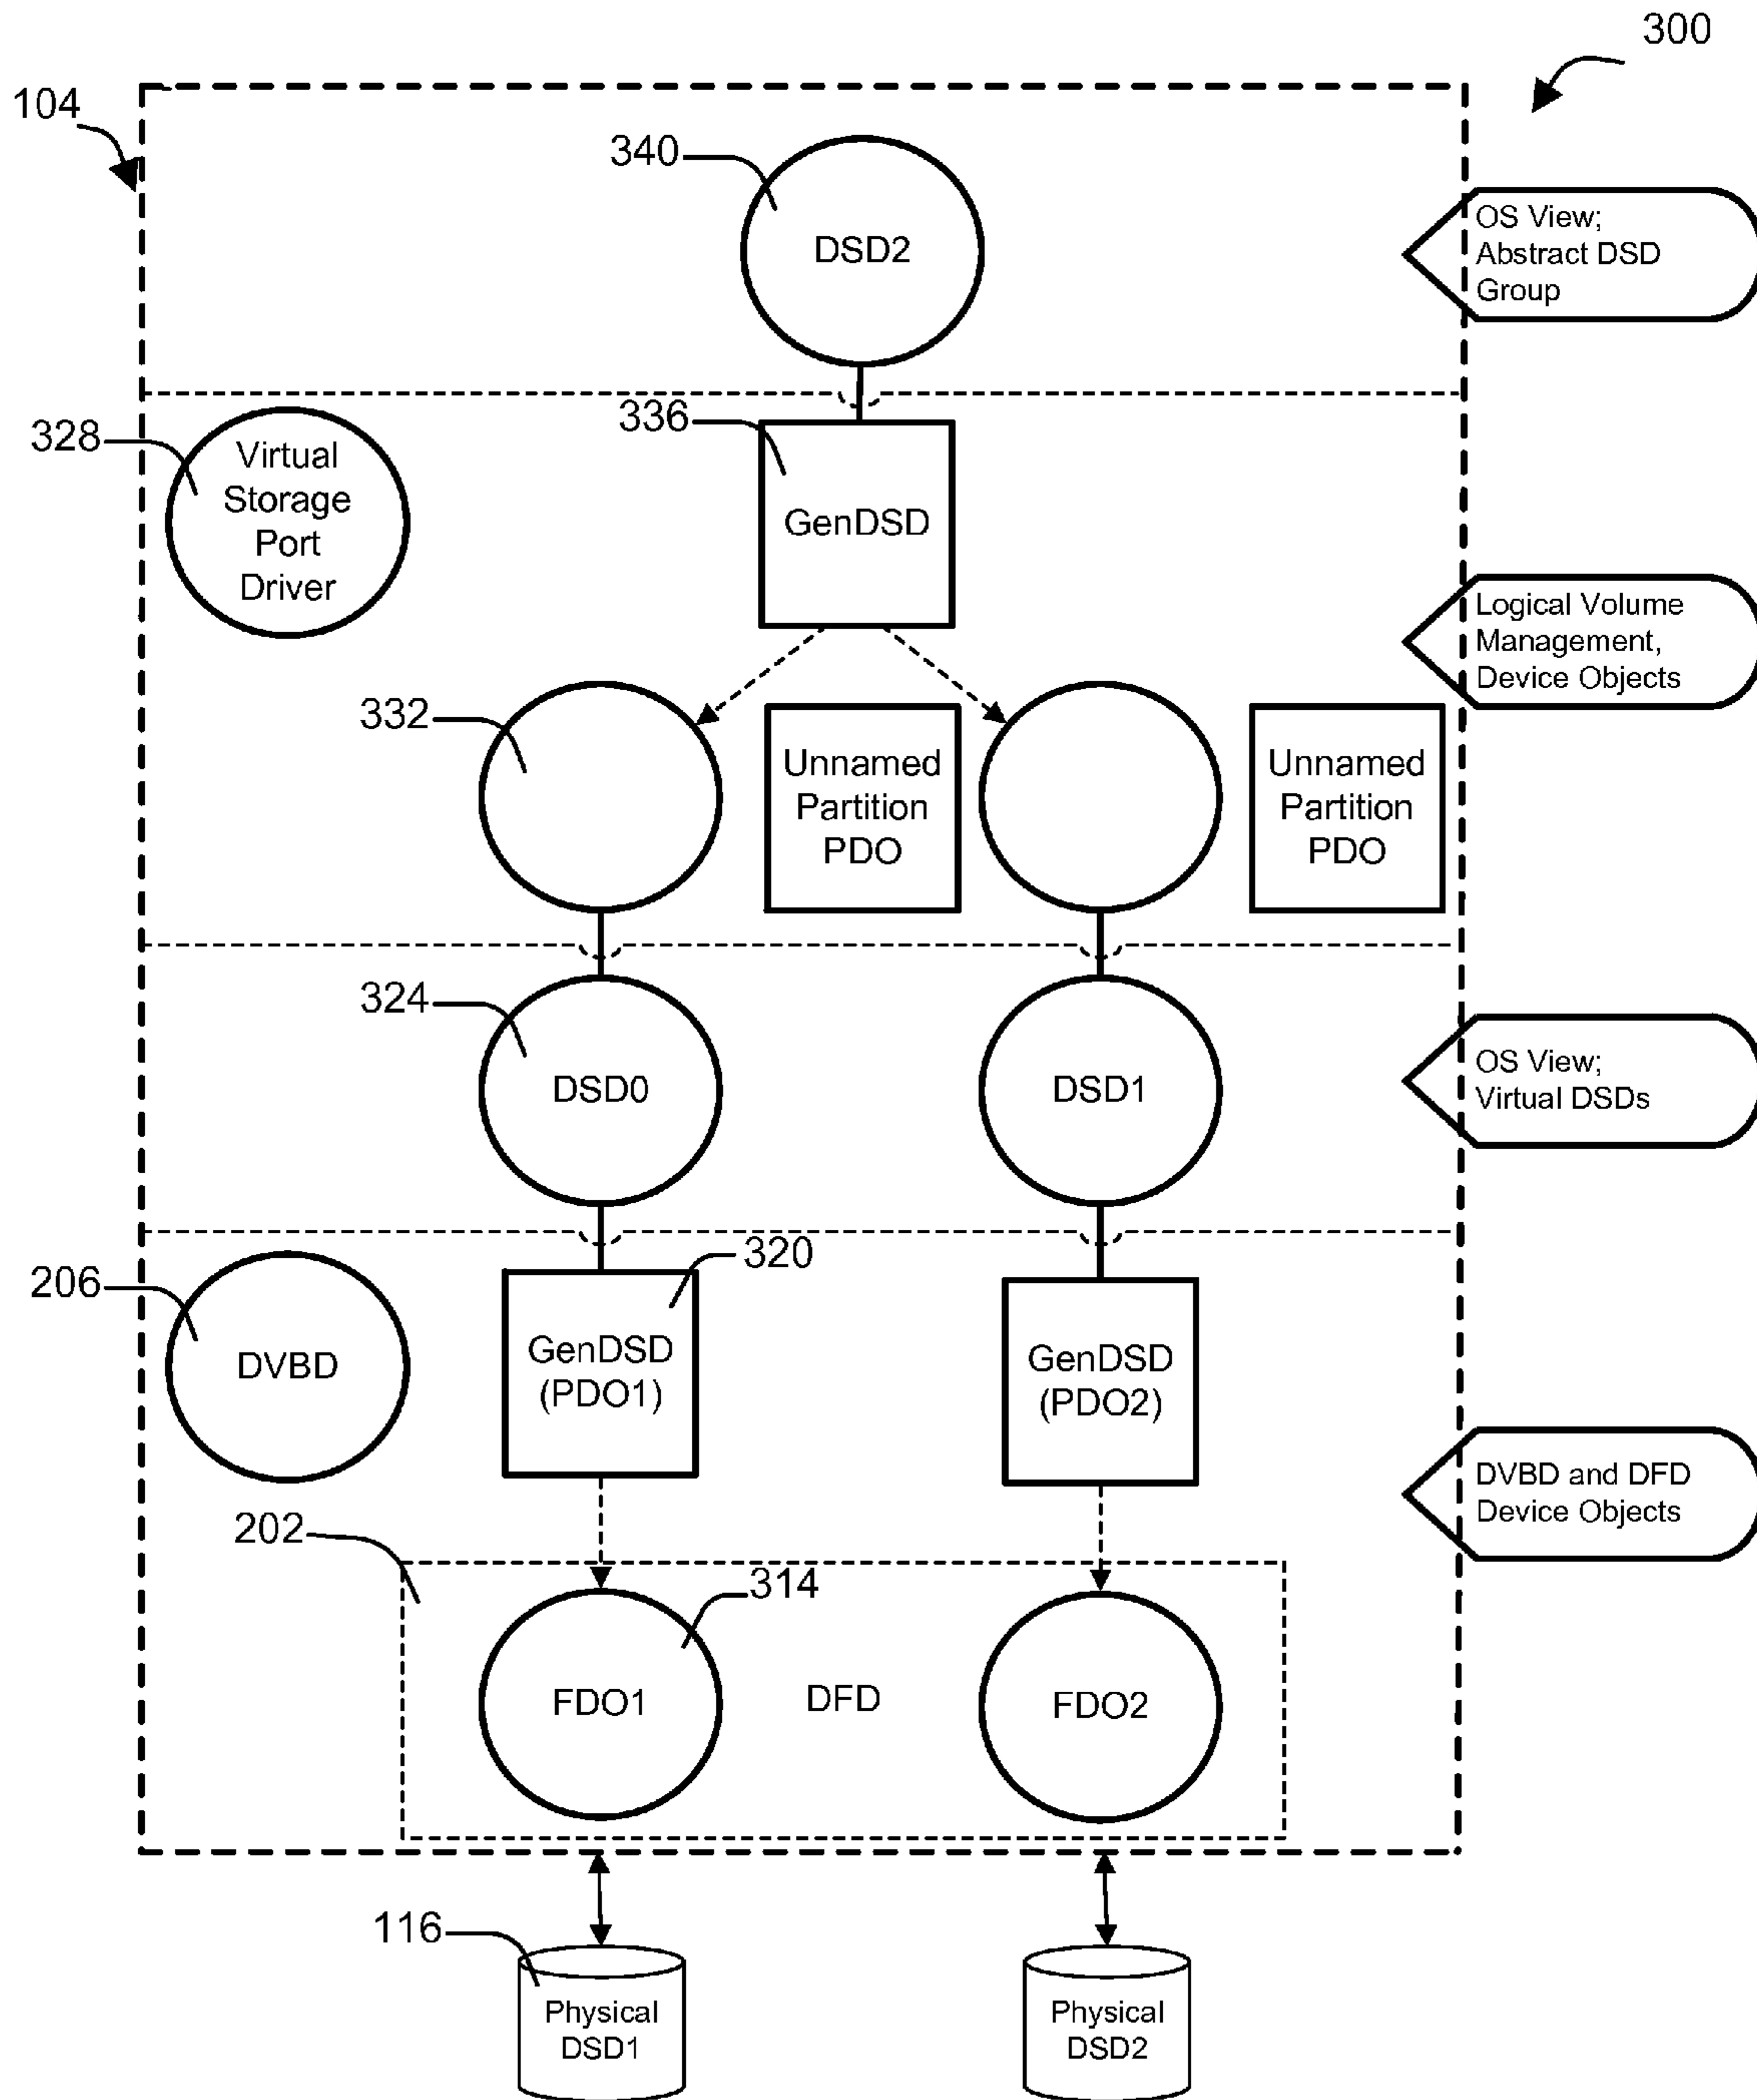 300
104
340
DSD2
OS View;
Abstract DSD
Group
336
328
Virtual
Storage
Port
Driver
GenDSD
Logical Volume
Management,
Device Objects
332
Unnamed
Partition
PDO
Unnamed
Partition
PDO
324
DSD0
DSD1
OS View;
Virtual DSDs
320
206
DVBD
GenDSD
(PDO1)
GenDSD
(PDO2)
DVBD and DFD
Device Objects
202
314
FDO1
DFD
FDO2
116
Physical
DSD1
Physical
DSD2